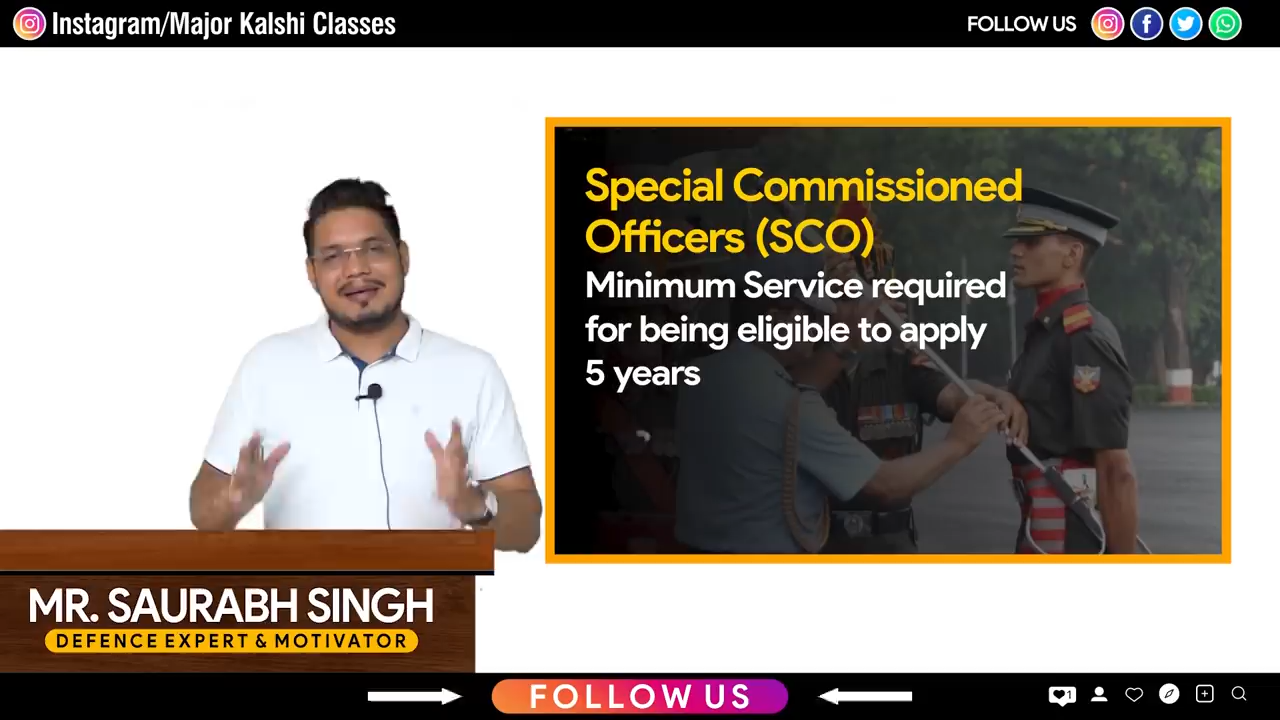 Instagram/Major Kalshi Classes
FOLLOW US
Special Commissioned
Officers (SCO)
Minimum Service required
for being eligible to apply
5 years
MR. SAURABH SINGH
DEFENCE EXPERT & MOTIVATOR
FOLLOW US
1